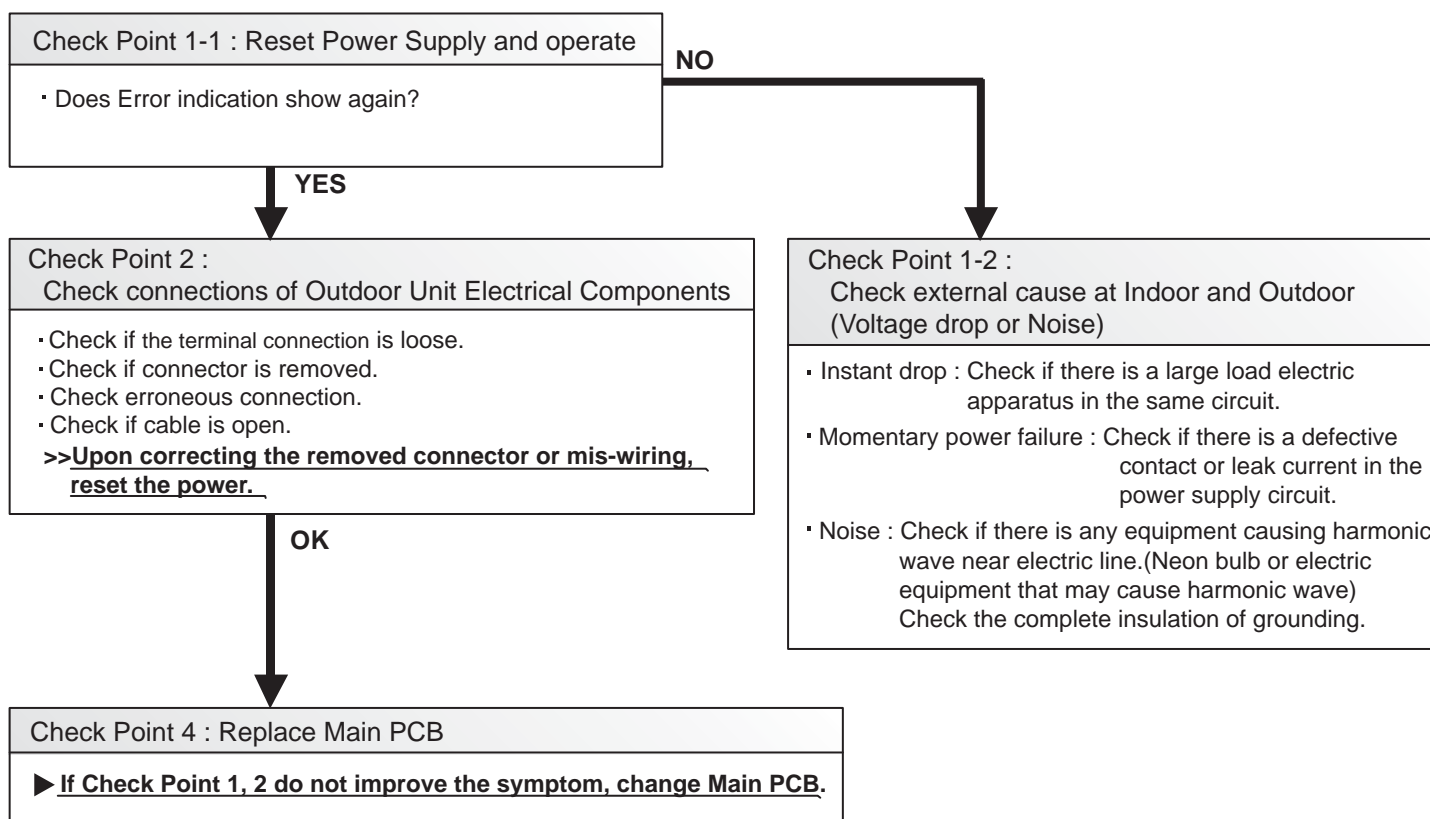 Check Point 1-1 : Reset Power Supply and operate
· Does Error indication show again?
NO
YES
Check Point 2 :
Check connections of Outdoor Unit Electrical Components
· Check if the terminal connection is loose.
· Check if connector is removed.
· Check erroneous connection.
· Check if cable is open.
>>Upon correcting the removed connector or mis-wiring,
reset the power.
Check Point 1-2 :
Check external cause at Indoor and Outdoor
(Voltage drop or Noise)
· Instant drop : Check if there is a large load electric
apparatus in the same circuit.
· Momentary power failure : Check if there is a defective
contact or leak current in the
power supply circuit.
· Noise : Check if there is any equipment causing harmonic
wave near electric line.(Neon bulb or electric
equipment that may cause harmonic wave)
Check the complete insulation of grounding.
OK
Check Point 4 : Replace Main PCB
▶ If Check Point 1, 2 do not improve the symptom, change Main PCB.